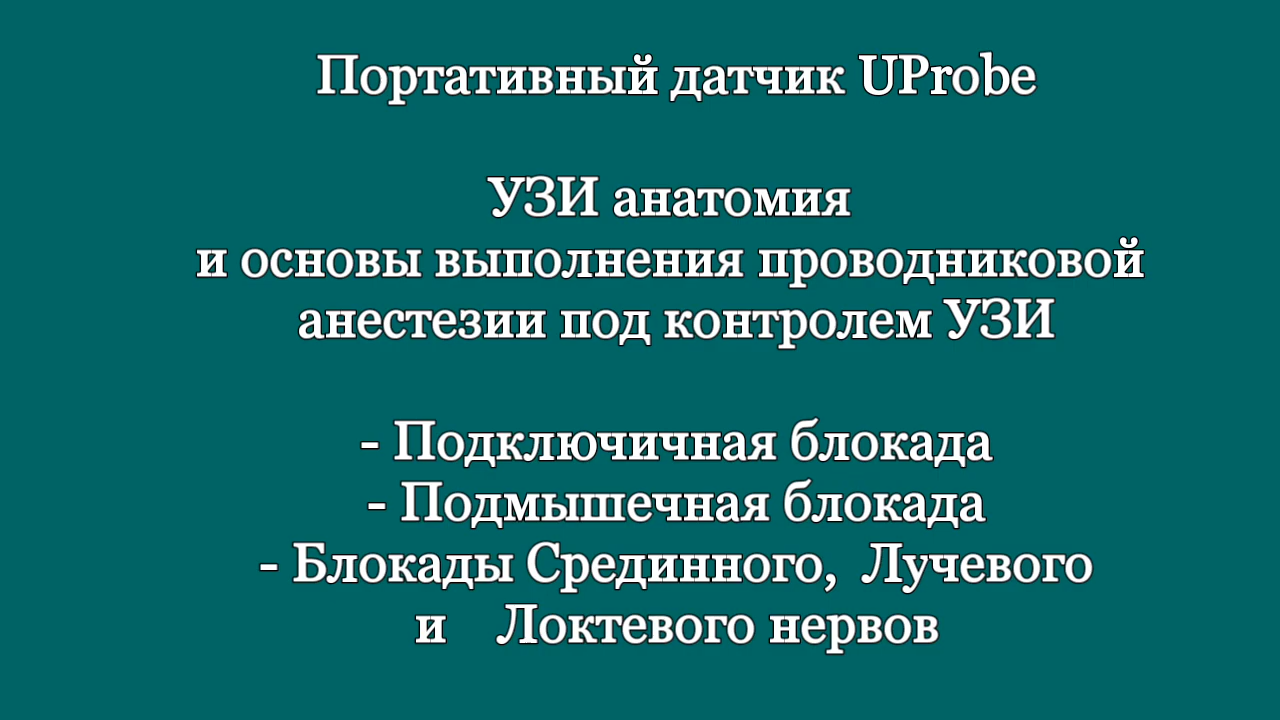 Портативный датчик UProbe
УЗИ анатомия
и основы выполнения проводниковой
анестезии под контролем УЗИ
- Подключичная блокада
- Подмышечная блокада
- Блокады Срединного, Лучевого
и Локтевого нервов